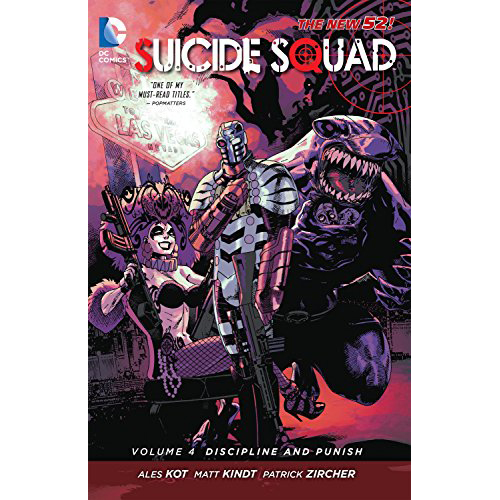 THE NEW 52!
DC COMICS
SUICIDE SQUAD
"ONE OF MY
MUST-READ TITLES."
— POPMATTERS
LAS VEGAS
VOLUME 4 DISCIPLINE AND PUNISH
ALES KOT MATT KINDT PATRICK ZIRCHER